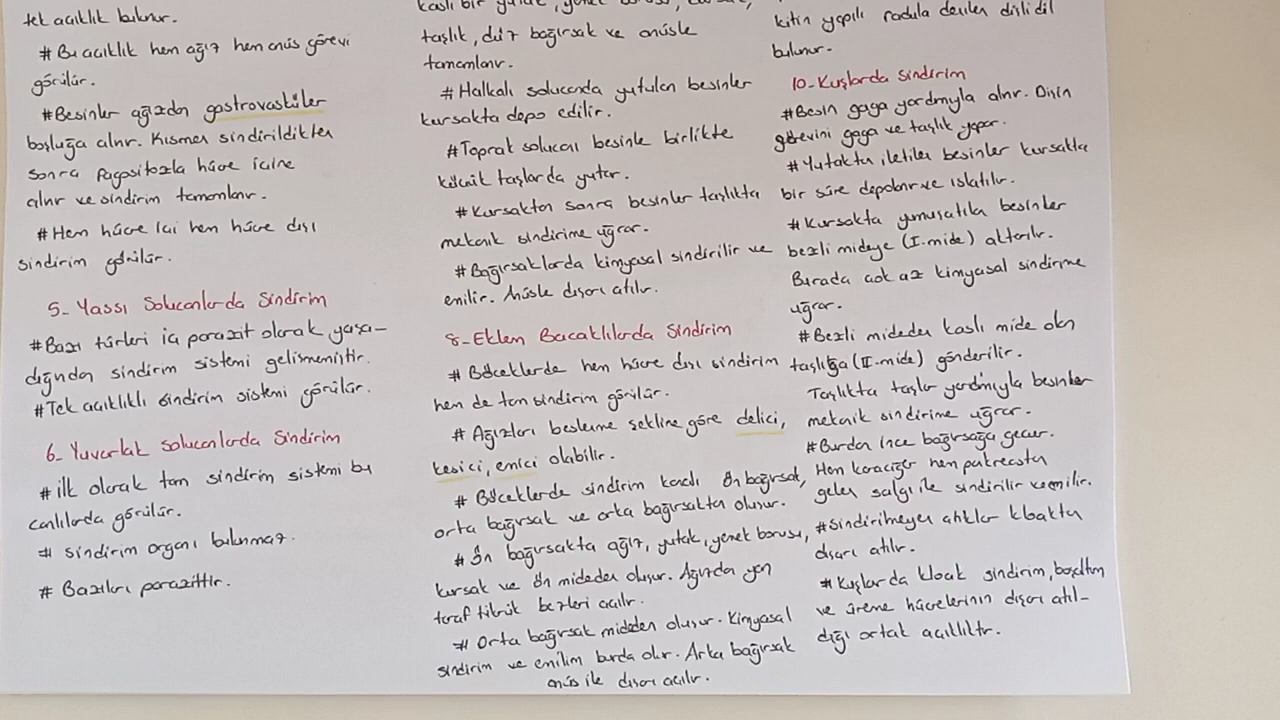 tek açıklık bulunur.
# Bu açıklık hem ağız hem anüs görevi
görülür.
# Besinler ağızdan gastrovasküler
boşluğa alınır. Kısmen sindirildikten
sonra fagositozla hücre içine
alınır ve sindirim tamamlanır.
# Hem hücre içi hem hücre dışı
sindirim görülür.
5- Yassı Solucanlarda Sindirim
# Bazı türleri iç parazit olarak yaşa-
dığından sindirim sistemi gelişmemiştir.
# Tek açıklıklı sindirim sistemi görülür.
6- Yuvarlak Solucanlarda Sindirim
# ilk olarak tam sindirim sistemi bu
canlılarda görülür.
# sindirim organı bulunmaz.
# Bazıları parazittir.
kaslı bir yutak, yemek borusu,
taşlık, düz bağırsak ve anüsle
tamamlanır.
# Halkalı solucanda yutulan besinler
kursakta depo edilir.
# Toprak solucanı besinle birlikte
küçük taşlarda yutar.
# Kursaktan sonra besinler taşlıkta
mekanik sindirime uğrar.
# Bağırsaklarda kimyasal sindirilir ve
emilir. Anüsle dışarı atılır.
8- Eklem Bacaklılarda Sindirim
# Böceklerde hem hücre dışı sindirim
hem de tam sindirim görülür.
# Ağızları beslenme şekline göre delici,
kesici, emici olabilir.
# Böceklerde sindirim kanalı Ön bağırsak,
orta bağırsak ve arka bağırsaktan oluşur.
# Ön bağırsakta ağız, yutak, yemek borusu,
kursak ve ön mideden oluşur. Ağızda yan
taraf tükrük bezleri açılır.
# Orta bağırsak mideden oluşur. Kimyasal
sindirim ve emilim burda olur. Arka bağırsak
anüs ile dışarı açılır.
kitin yapılı radula denilen dişli dil
bulunur.
10- Kuşlarda Sindirim
# Besin gaga yardımıyla alınır. Dişin
görevini gaga ve taşlık yapar.
# Yutaktan iletilen besinler kursakta
bir süre depolanır ve ıslatılır.
# Kursakta yumuşatılan besinler
bezli mideye (I. mide) aktarılır.
Burada çok az kimyasal sindirime
uğrar.
# Bezli mideden kaslı mide olan
taşlığa (II. mide) gönderilir.
Taşlıkta taşlar yardımıyla besinler
mekanik sindirime uğrar.
# Burdan ince bağırsağa geçer.
Hem karaciğer hem pankreastan
gelen salgı ile sindirilir ve emilir.
# Sindirilmeyen atıklar kloaktan
dışarı atılır.
# Kuşlarda kloak sindirim, boşaltım
ve üreme hücrelerinin dışarı atıl-
dığı ortak açıklıktır.